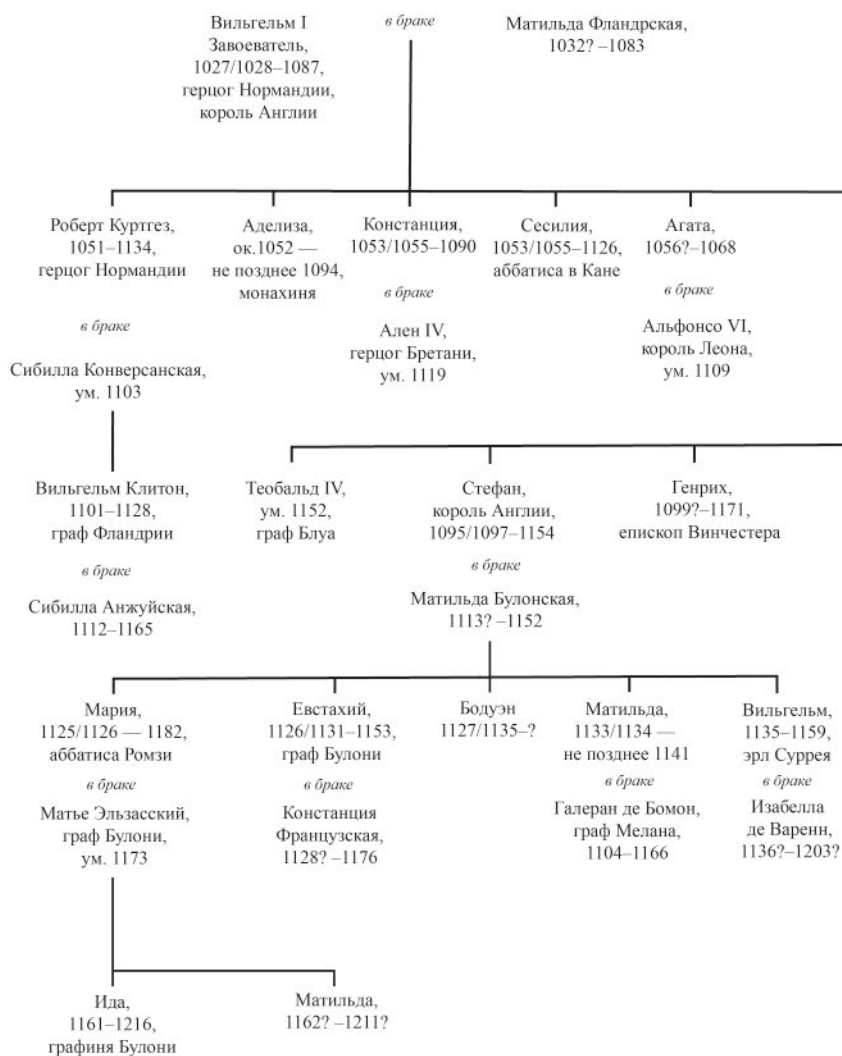 Вильгельм I
Завоеватель,
1027/1028–1087,
герцог Нормандии,
король Англии
в браке
Матильда Фландрская,
1032? –1083
Роберт Куртгез,
1051–1134,
герцог Нормандии
в браке
Сибилла Конверсанская,
ум. 1103
Аделиза,
ок.1052 —
не позднее 1094,
монахиня
Констанция,
1053/1055–1090
в браке
Ален IV,
герцог Бретани,
ум. 1119
Сесилия,
1053/1055–1126,
аббатиса в Кане
Агата,
1056?–1068
в браке
Альфонсо VI,
король Леона,
ум. 1109
Вильгельм Клитон,
1101–1128,
граф Фландрии
в браке
Сибилла Анжуйская,
1112–1165
Теобальд IV,
ум. 1152,
граф Блуа
Стефан,
король Англии,
1095/1097–1154
в браке
Матильда Булонская,
1113? –1152
Генрих,
1099?–1171,
епископ Винчестера
Мария,
1125/1126 — 1182,
аббатиса Ромзи
в браке
Матье Эльзасский,
граф Булони,
ум. 1173
Евстахий,
1126/1131–1153,
граф Булони
в браке
Констанция
Французская,
1128? –1176
Бодуэн
1127/1135–?
Матильда,
1133/1134 —
не позднее 1141
в браке
Галеран де Бомон,
граф Мелана,
1104–1166
Вильгельм,
1135–1159,
эрл Суррея
в браке
Изабелла
де Варенн,
1136?–1203?
Ида,
1161–1216,
графиня Булони
Матильда,
1162? –1211?